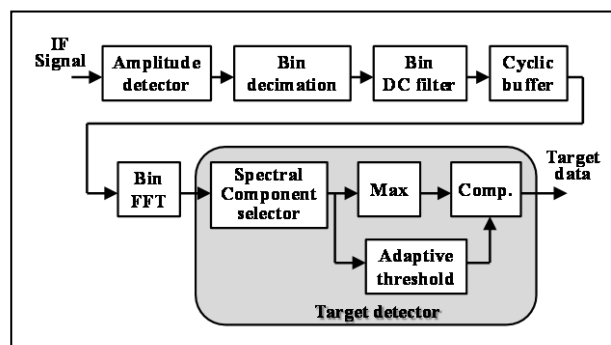 IF
Signal
Amplitude
detector
Bin
decimation
Bin
DC filter
Cyclic
buffer
Bin
FFT
Spectral
Component
selector
Max
Comp.
Target
data
Adaptive
threshold
Target detector